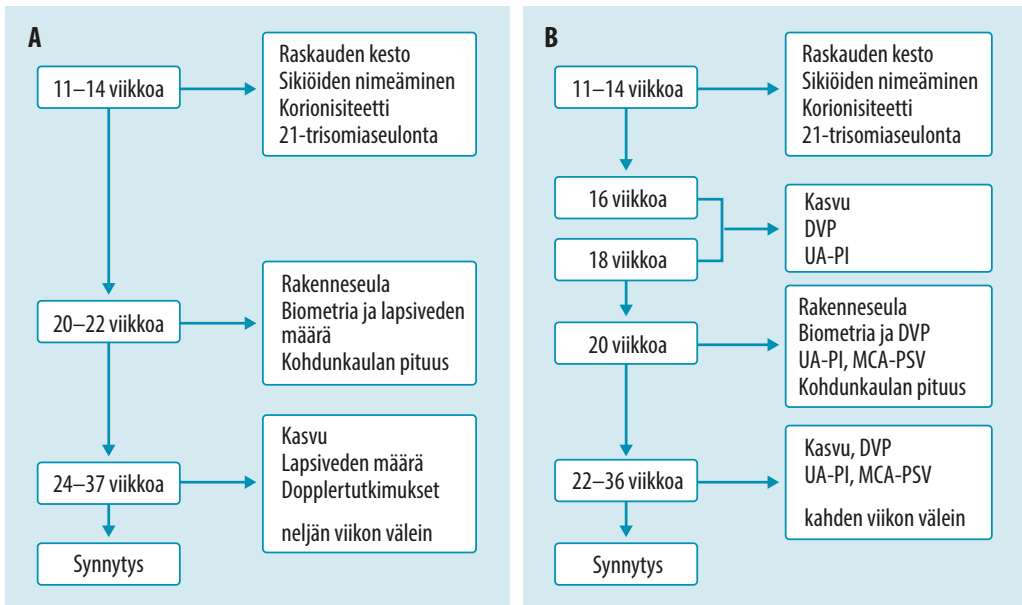 A
11–14 viikkoa
Raskauden kesto
Sikiöiden nimeäminen
Korionisiteetti
21-trisomiaseulonta
20–22 viikkoa
Rakenneseula
Biometria ja lapsiveden
määrä
Kohdunkaulan pituus
24–37 viikkoa
Kasvu
Lapsiveden määrä
Dopplertutkimukset
neljän viikon välein
Synnytys
B
11–14 viikkoa
Raskauden kesto
Sikiöiden nimeäminen
Korionisiteetti
21-trisomiaseulonta
16 viikkoa
18 viikkoa
Kasvu
DVP
UA-PI
20 viikkoa
Rakenneseula
Biometria ja DVP
UA-PI, MCA-PSV
Kohdunkaulan pituus
22–36 viikkoa
Kasvu, DVP
UA-PI, MCA-PSV
kahden viikon välein
Synnytys